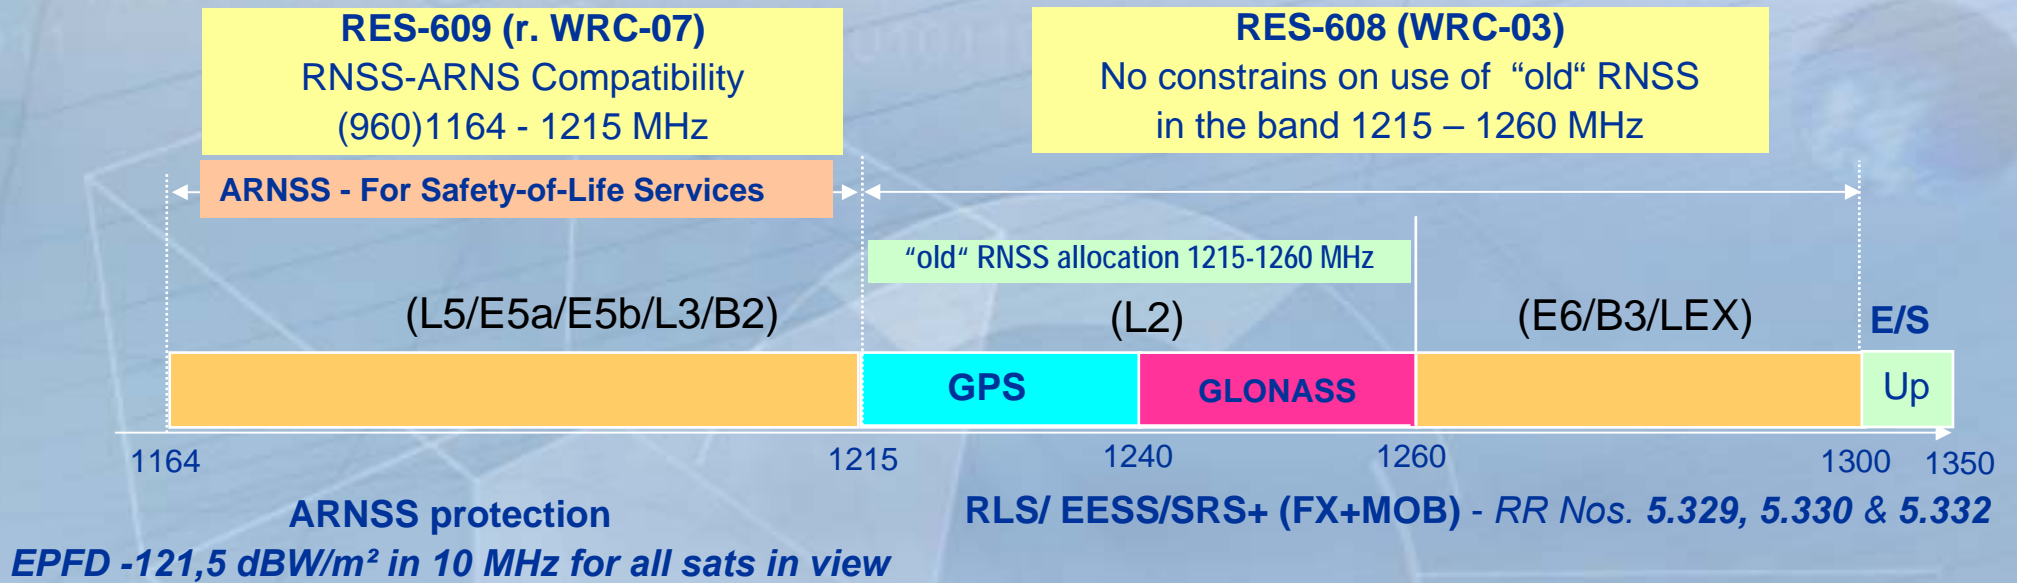 RES-609 (r. WRC-07)
RNSS-ARNS Compatibility
(960)1164 - 1215 MHz
RES-608 (WRC-03)
No constrains on use of “old“ RNSS
in the band 1215 – 1260 MHz
ARNSS - For Safety-of-Life Services
“old“ RNSS allocation 1215-1260 MHz
(L5/E5a/E5b/L3/B2)
(L2)
(E6/B3/LEX)
E/S
GPS
GLONASS
Up
1164
1215
1240
1260
1300
1350
ARNSS protection
EPFD -121,5 dBW/m² in 10 MHz for all sats in view
RLS/ EESS/SRS+ (FX+MOB) - RR Nos. 5.329, 5.330 & 5.332